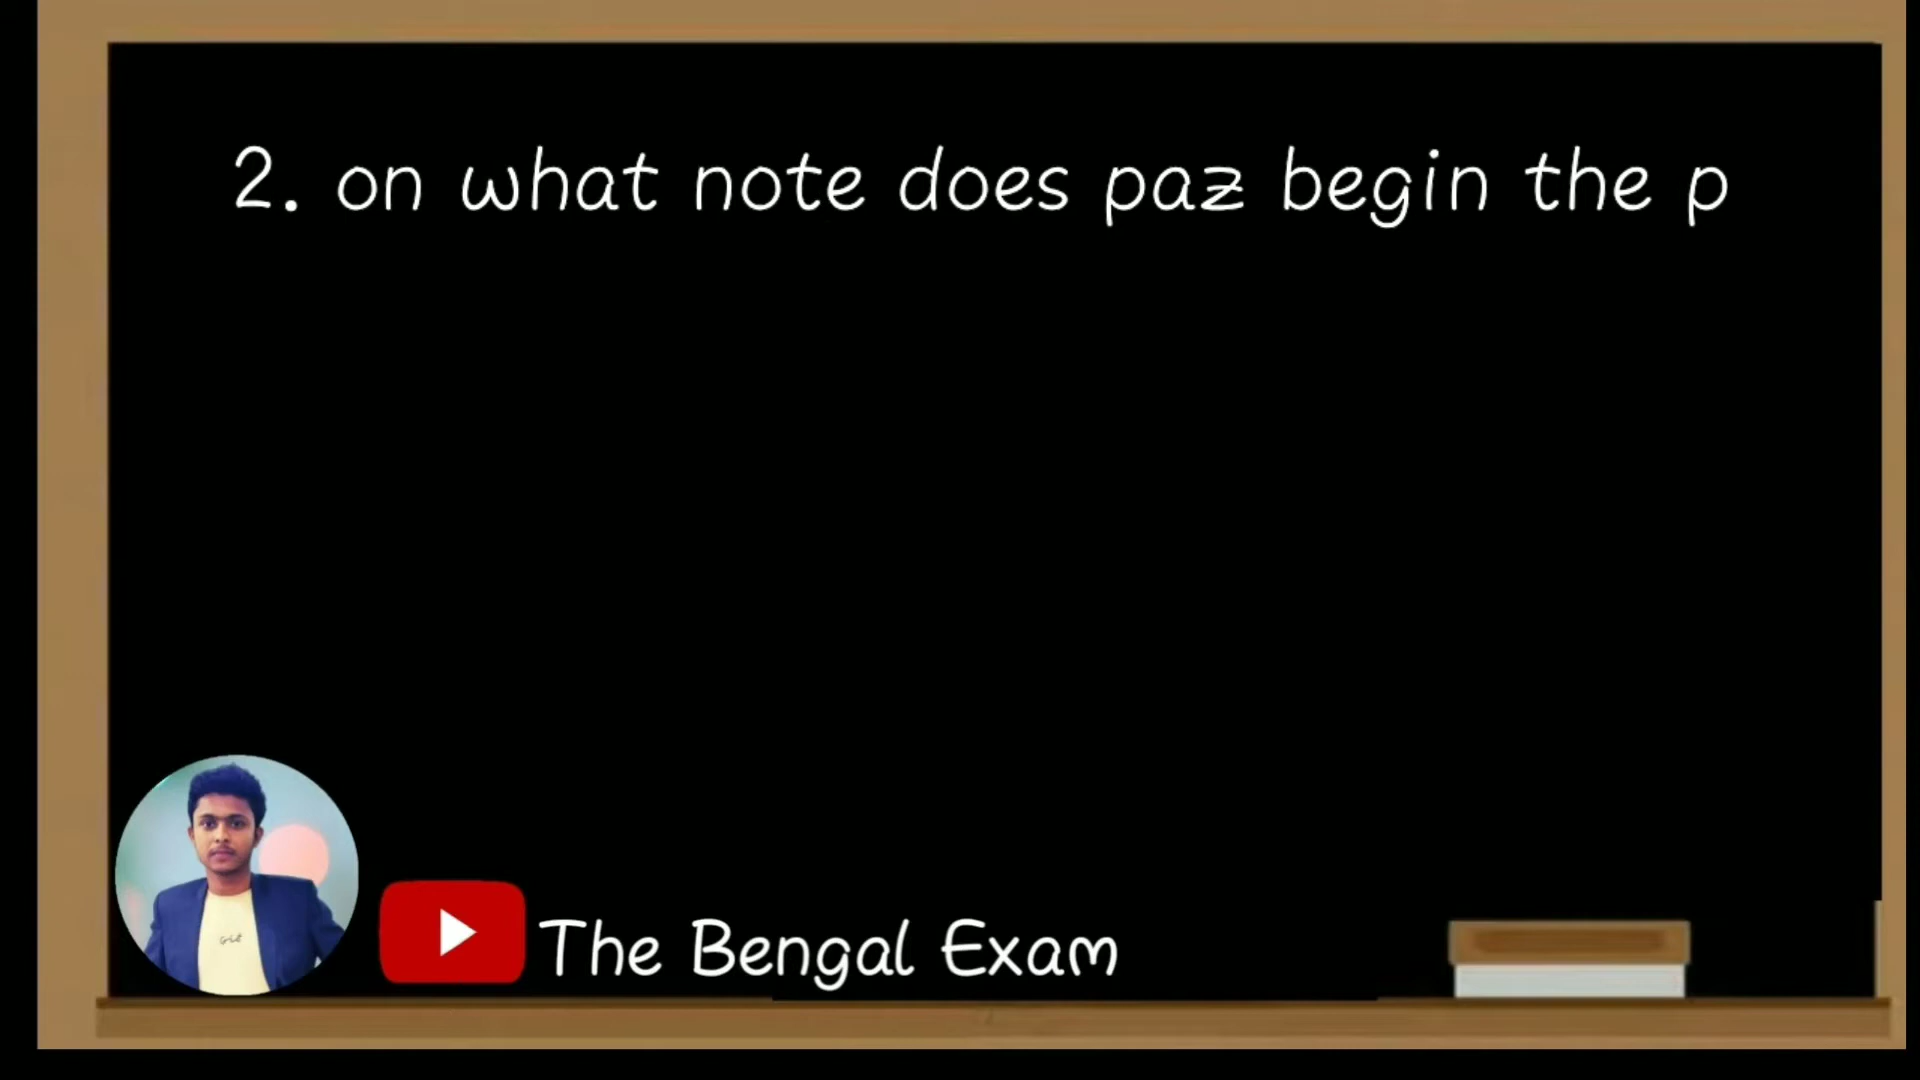 2. on what note does paz begin the p
The Bengal Exam